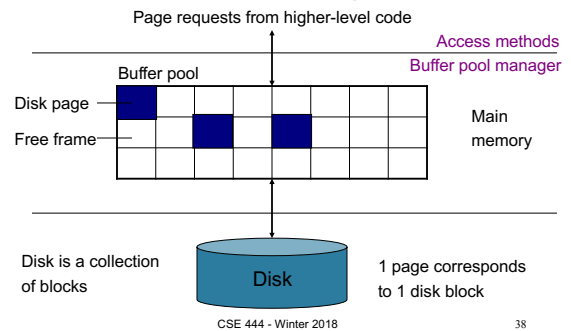 Page requests from higher-level code
Access methods
Buffer pool manager
Buffer pool
Disk page
Free frame
Main
memory
Disk is a collection
of blocks
Disk
1 page corresponds
to 1 disk block
CSE 444 - Winter 2018
38